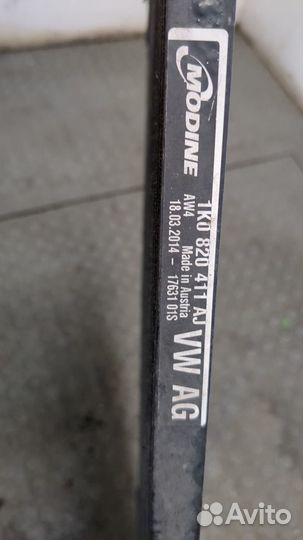 MODINE
1K0 820 411 AJ
AW4 Made in Austria
18.03.2014 - 17631 01S
VW AG
Avito